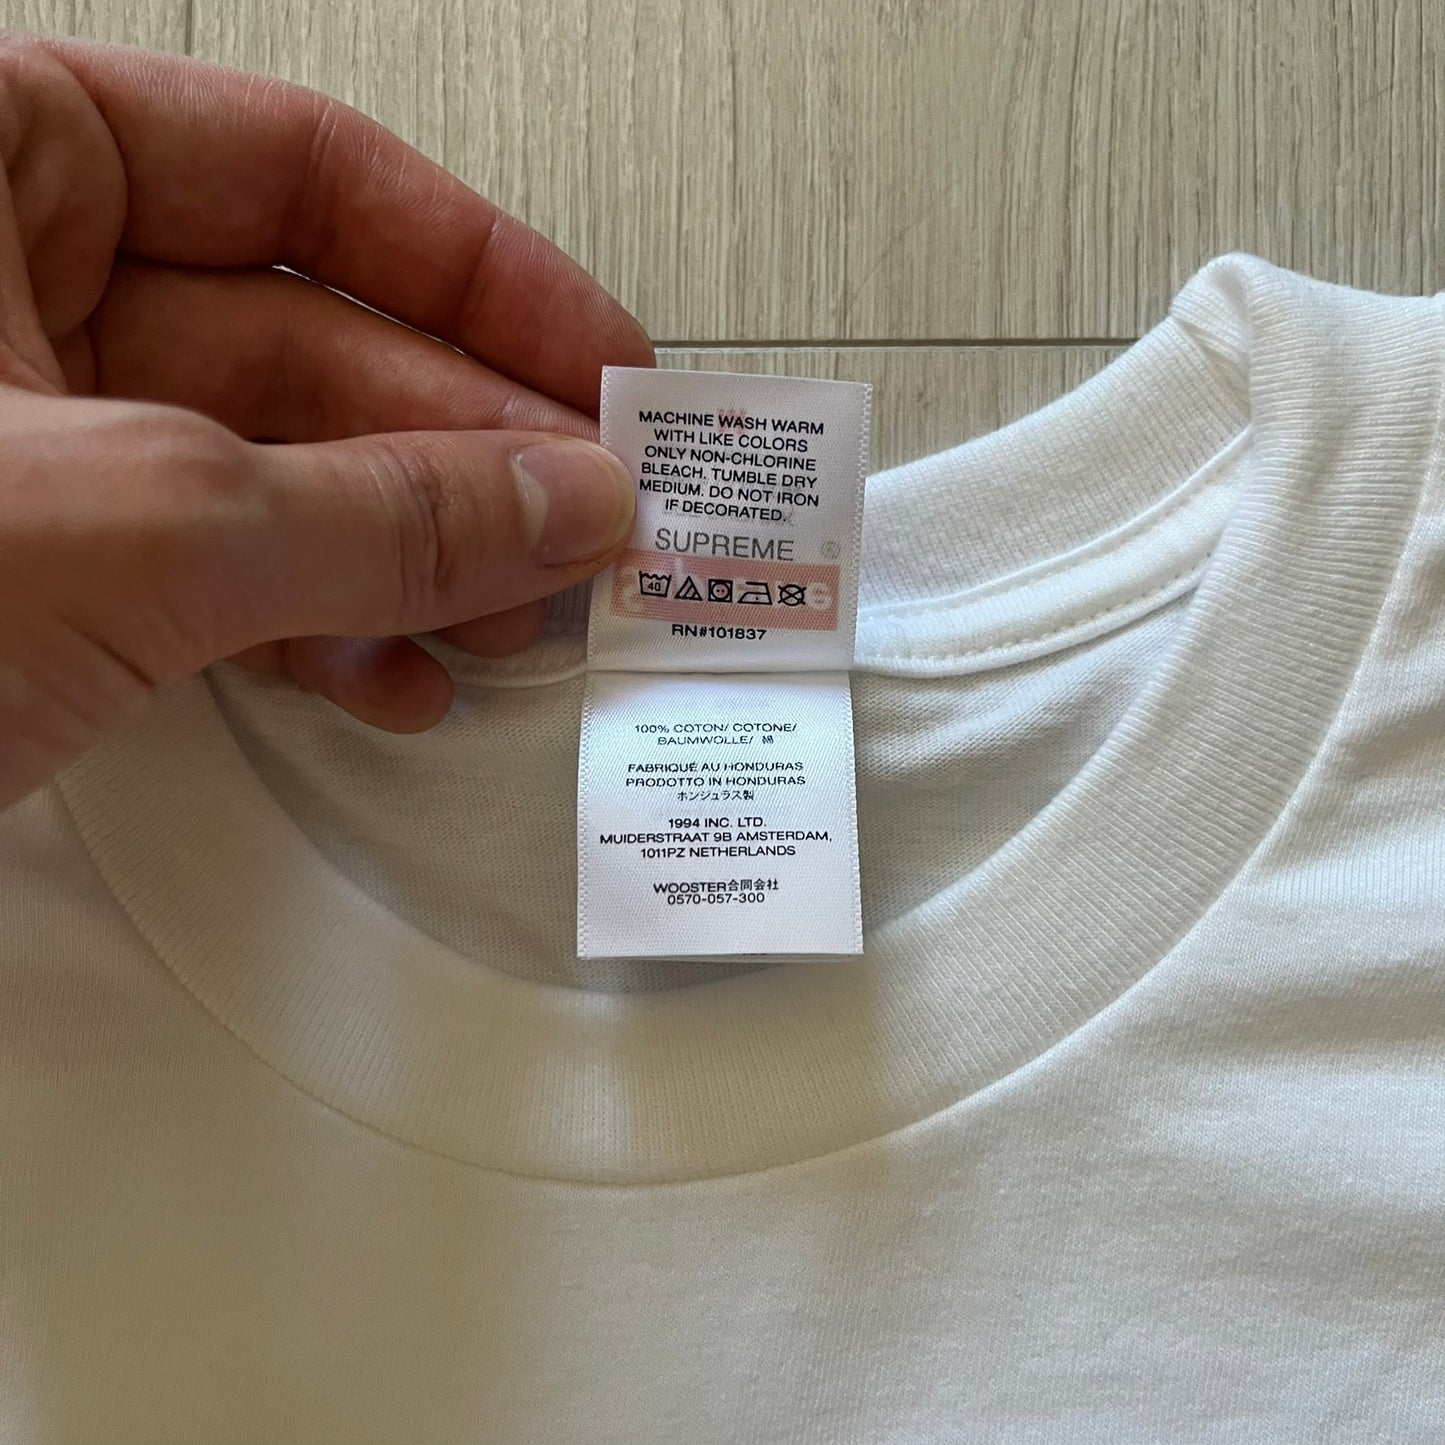 MACHINE WASH WARM
WITH LIKE COLORS
ONLY NON-CHLORINE
BLEACH. TUMBLE DRY
MEDIUM. DO NOT IRON
IF DECORATED.
SUPREME ®
40
RN#101837
100% COTON/ COTONE/
BAUMWOLLE/ 綿
FABRIQUÉ AU HONDURAS
PRODOTTO IN HONDURAS
ホンジュラス製
1994 INC. LTD.
MUIDERSTRAAT 9B AMSTERDAM,
1011PZ NETHERLANDS
WOOSTER合同会社
0570-057-300